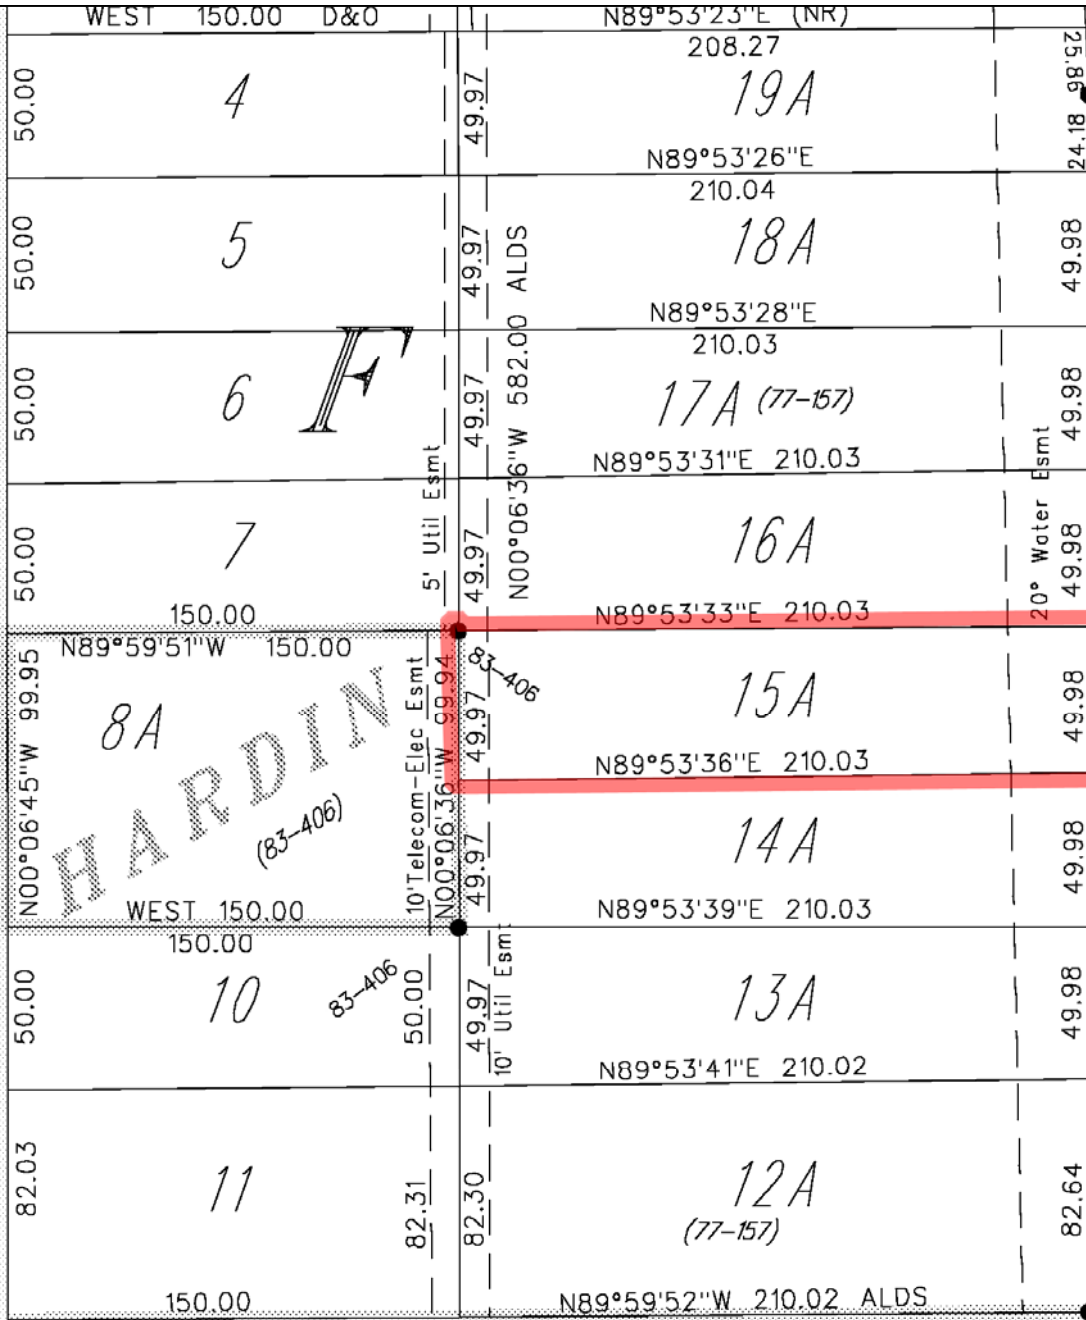 WEST 150.00 D&O
N89°53'23"E (NR)
208.27
50.00
4
49.97
19A
25.86
24.18
N89°53'26"E
210.04
50.00
5
49.97
18A
49.98
N00°06'36"W 582.00 ALDS
N89°53'28"E
210.03
50.00
6
F
49.97
17A (77-157)
49.98
N89°53'31"E 210.03
5' Util Esmt
20° Water Esmt
50.00
7
49.97
16A
49.98
150.00
N89°53'33"E 210.03
N89°59'51"W 150.00
N00°06'45"W 99.95
8A
HARDIN
(83-406)
10'Telecom-Elec Esmt
N00°06'36"W 99.94
83-406
49.97
15A
49.98
N89°53'36"E 210.03
49.97
14A
49.98
WEST 150.00
N89°53'39"E 210.03
150.00
50.00
10
83-406
50.00
49.97
10' Util Esmt
13A
49.98
N89°53'41"E 210.02
82.03
11
82.31
82.30
12A
(77-157)
82.64
150.00
N89°59'52"W 210.02 ALDS